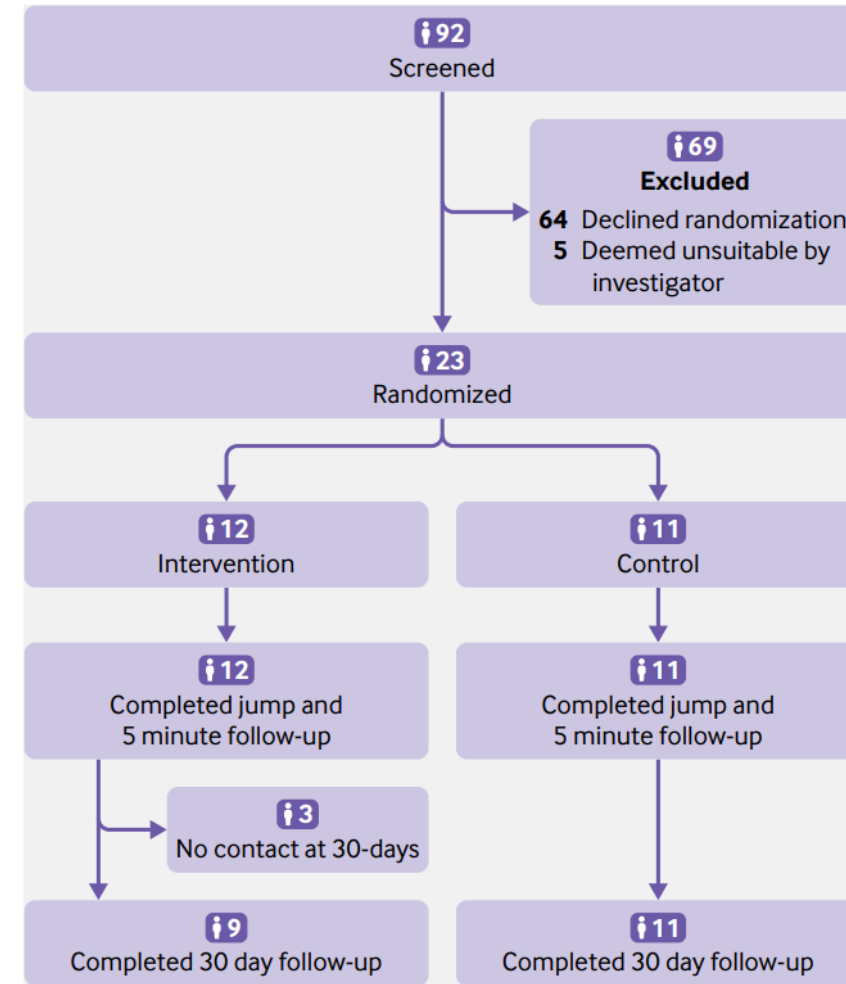 92
Screened
69
Excluded
64 Declined randomization
5 Deemed unsuitable by
investigator
23
Randomized
12
Intervention
11
Control
12
Completed jump and
5 minute follow-up
11
Completed jump and
5 minute follow-up
3
No contact at 30-days
9
Completed 30 day follow-up
11
Completed 30 day follow-up